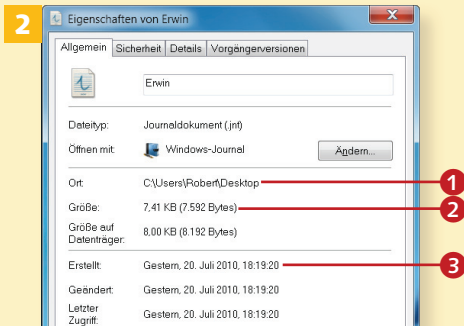 2
Eigenschaften von Erwin
Allgemein Sicherheit Details Vorgängerversionen
Erwin
Dateityp: Journaldokument (.jnt)
Öffnen mit: Windows-Journal Ändern...
Ort: C:\Users\Robert\Desktop 1
Größe: 7,41 KB (7.592 Bytes) 2
Größe auf
Datenträger: 8,00 KB (8.192 Bytes)
Erstellt: Gestern, 20. Juli 2010, 18:19:20 3
Geändert: Gestern, 20. Juli 2010, 18:19:20
Letzter
Zugriff: Gestern, 20. Juli 2010, 18:19:20